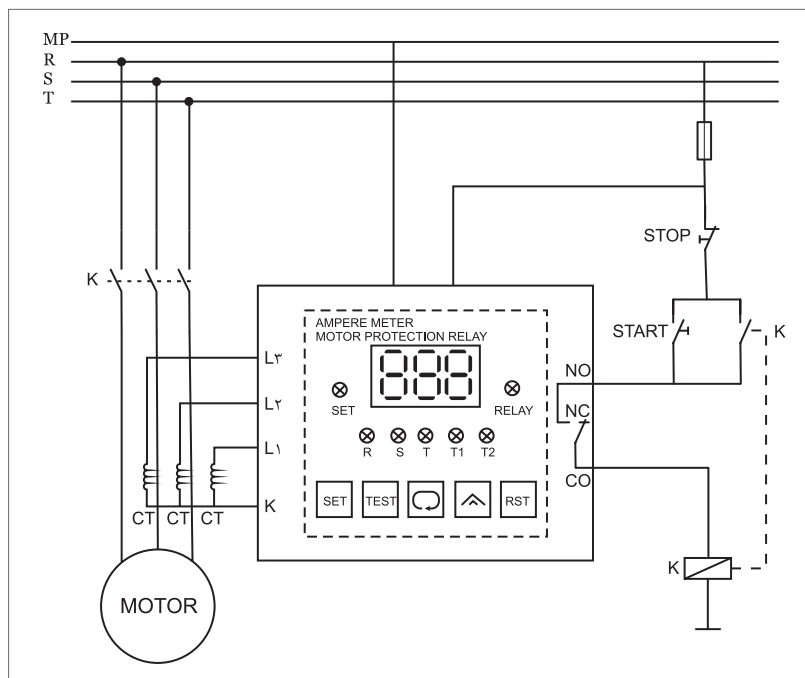 MP
R
S
T
STOP
K
START
K
AMPERE METER
MOTOR PROTECTION RELAY
888
L۳
SET
RELAY
NO
L۲
NC
R S T T1 T2
L۱
CO
SET TEST RST
K
CT CT CT
K
MOTOR